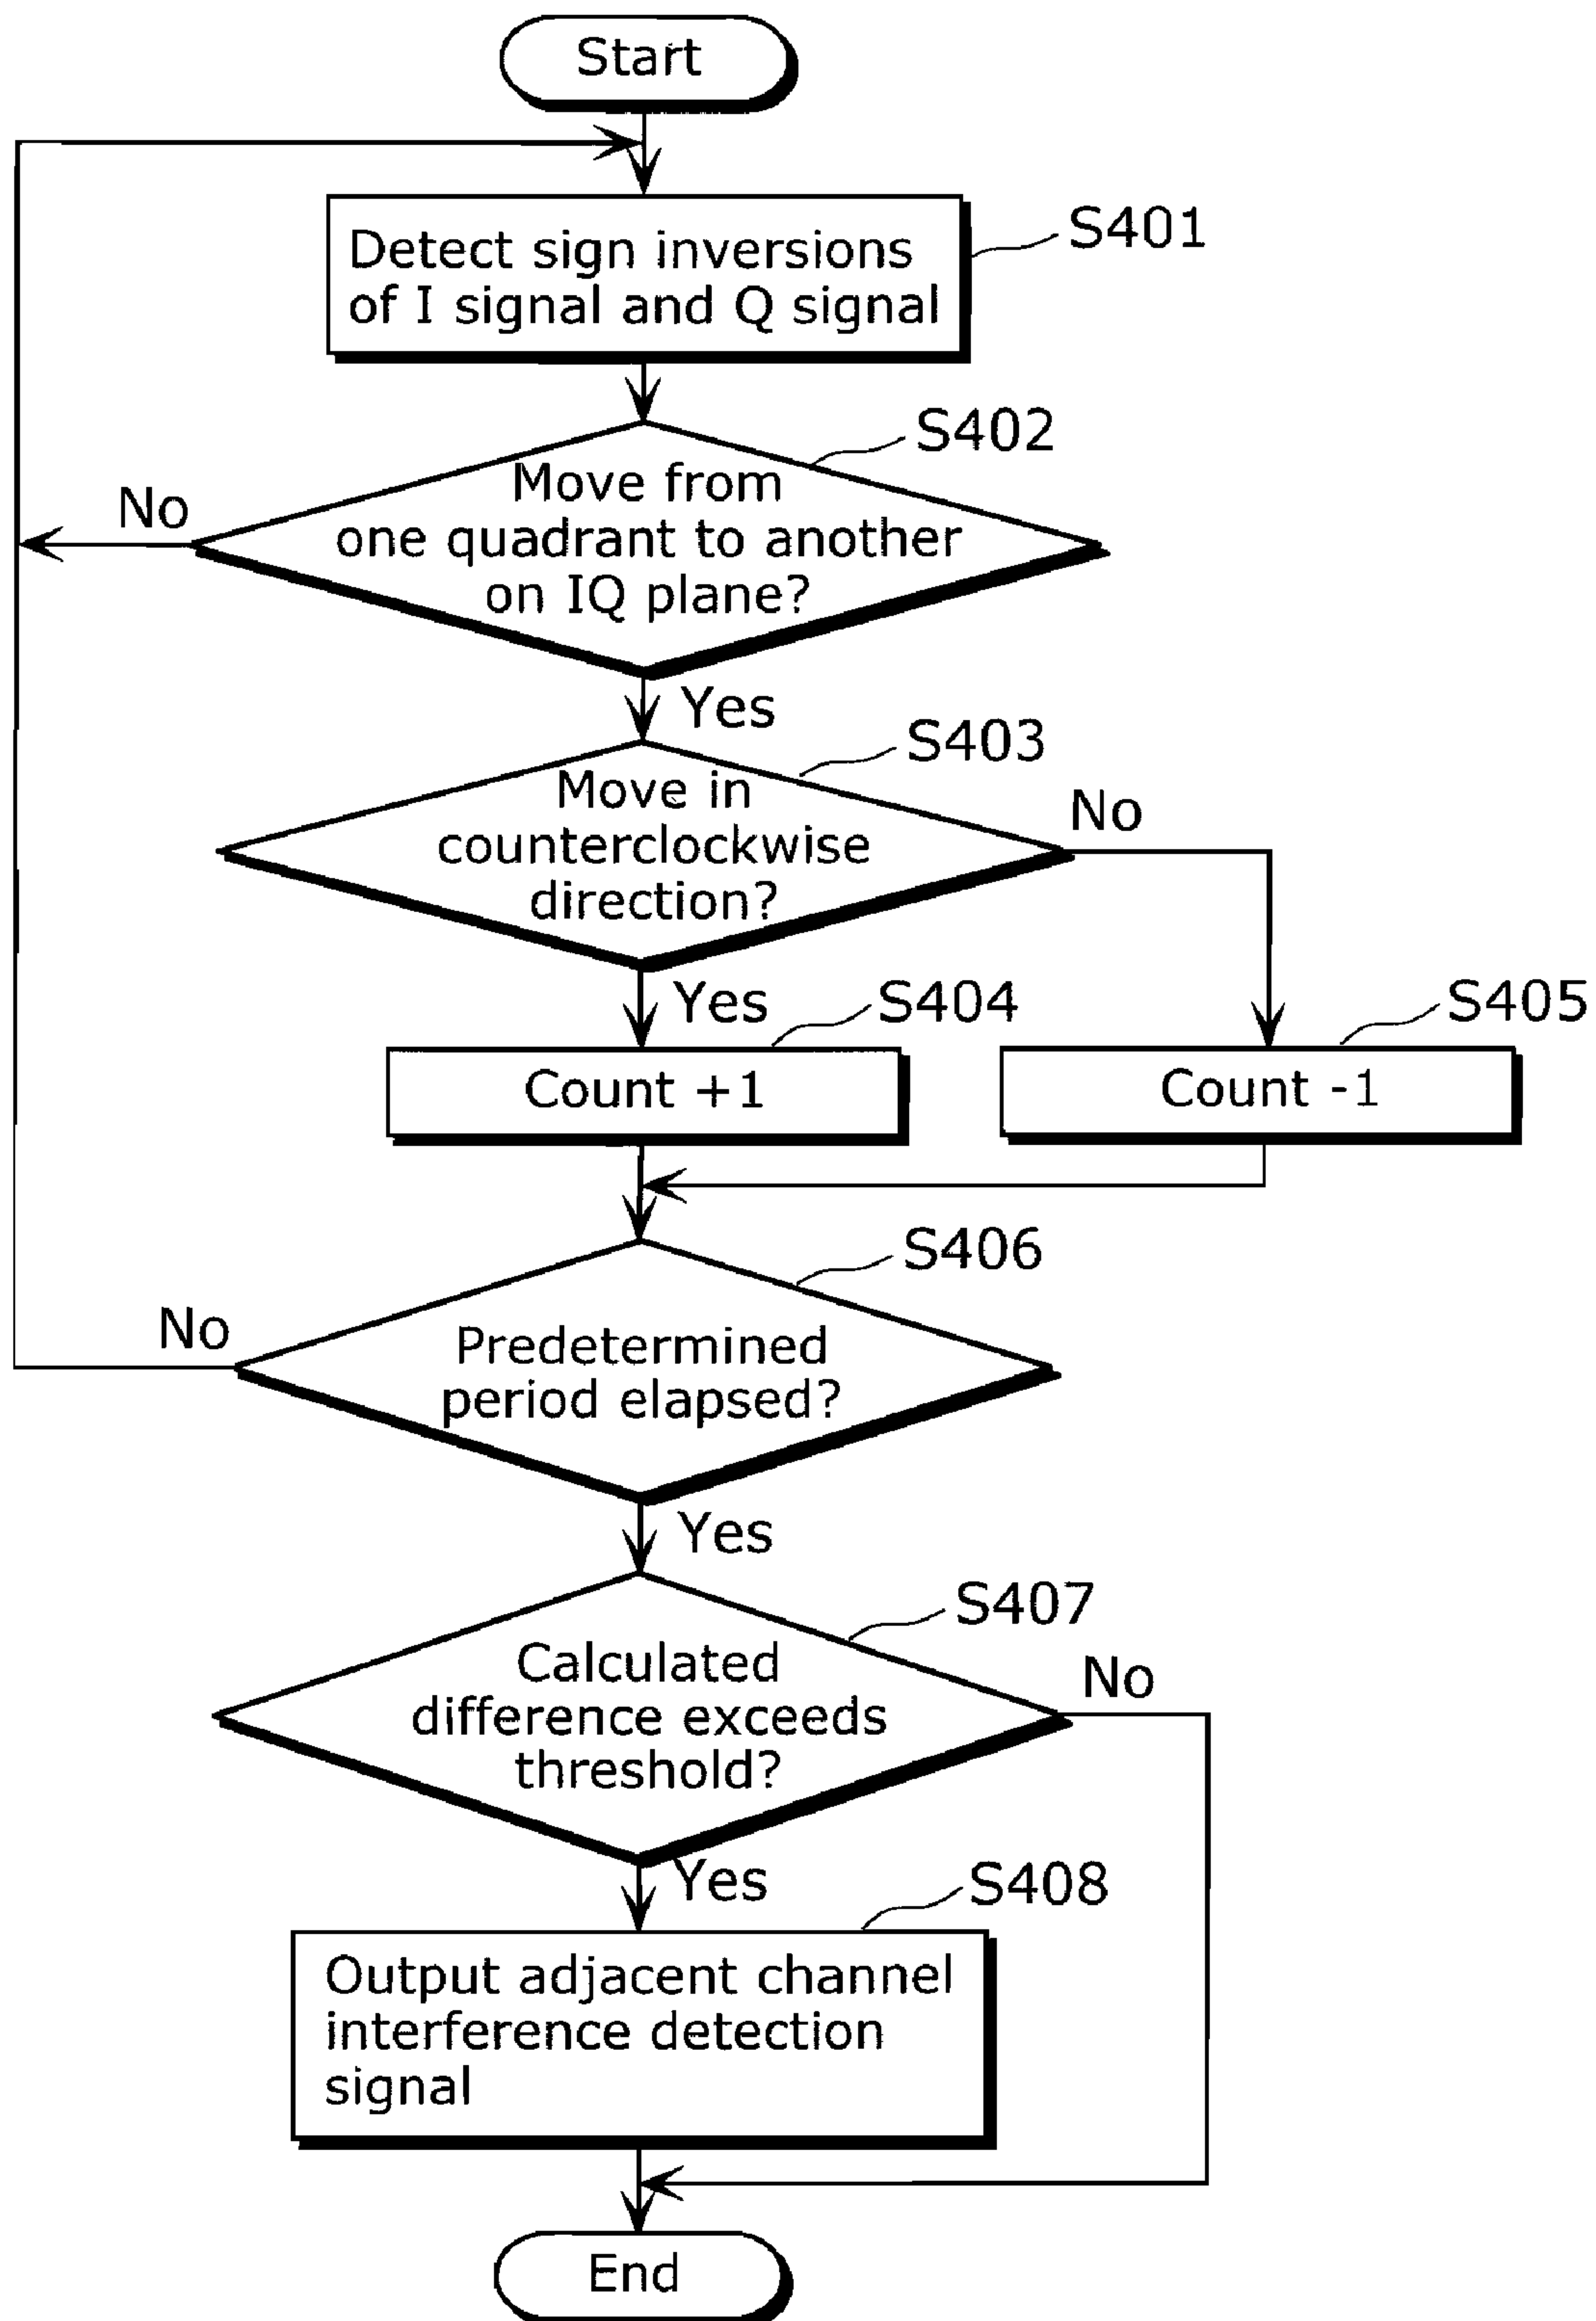 Start
Detect sign inversions
of I signal and Q signal
S401
S402
Move from
one quadrant to another
on IQ plane?
No
Yes
S403
Move in
counterclockwise
direction?
No
Yes
S404
S405
Count +1
Count -1
S406
No
Predetermined
period elapsed?
Yes
S407
Calculated
difference exceeds
threshold?
No
Yes
S408
Output adjacent channel
interference detection
signal
End